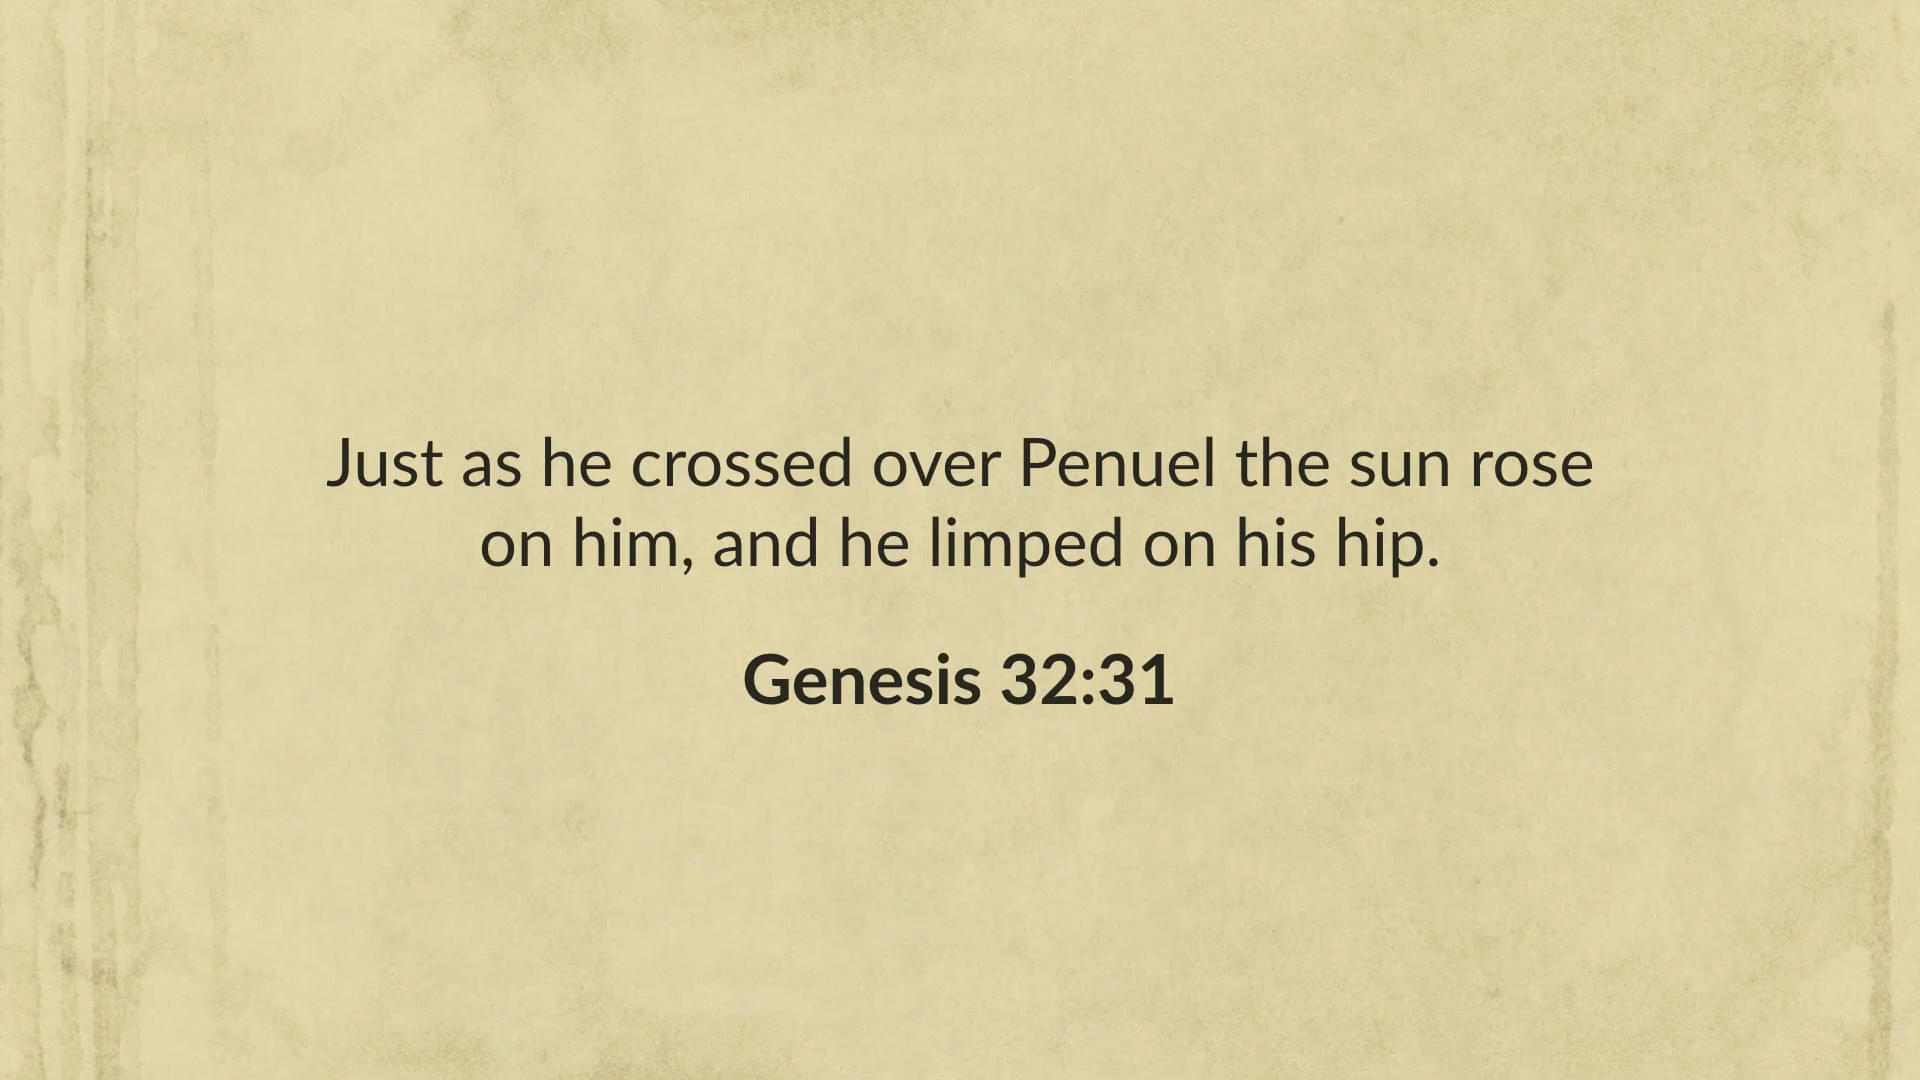 Just as he crossed over Penuel the sun rose
on him, and he limped on his hip.
Genesis 32:31